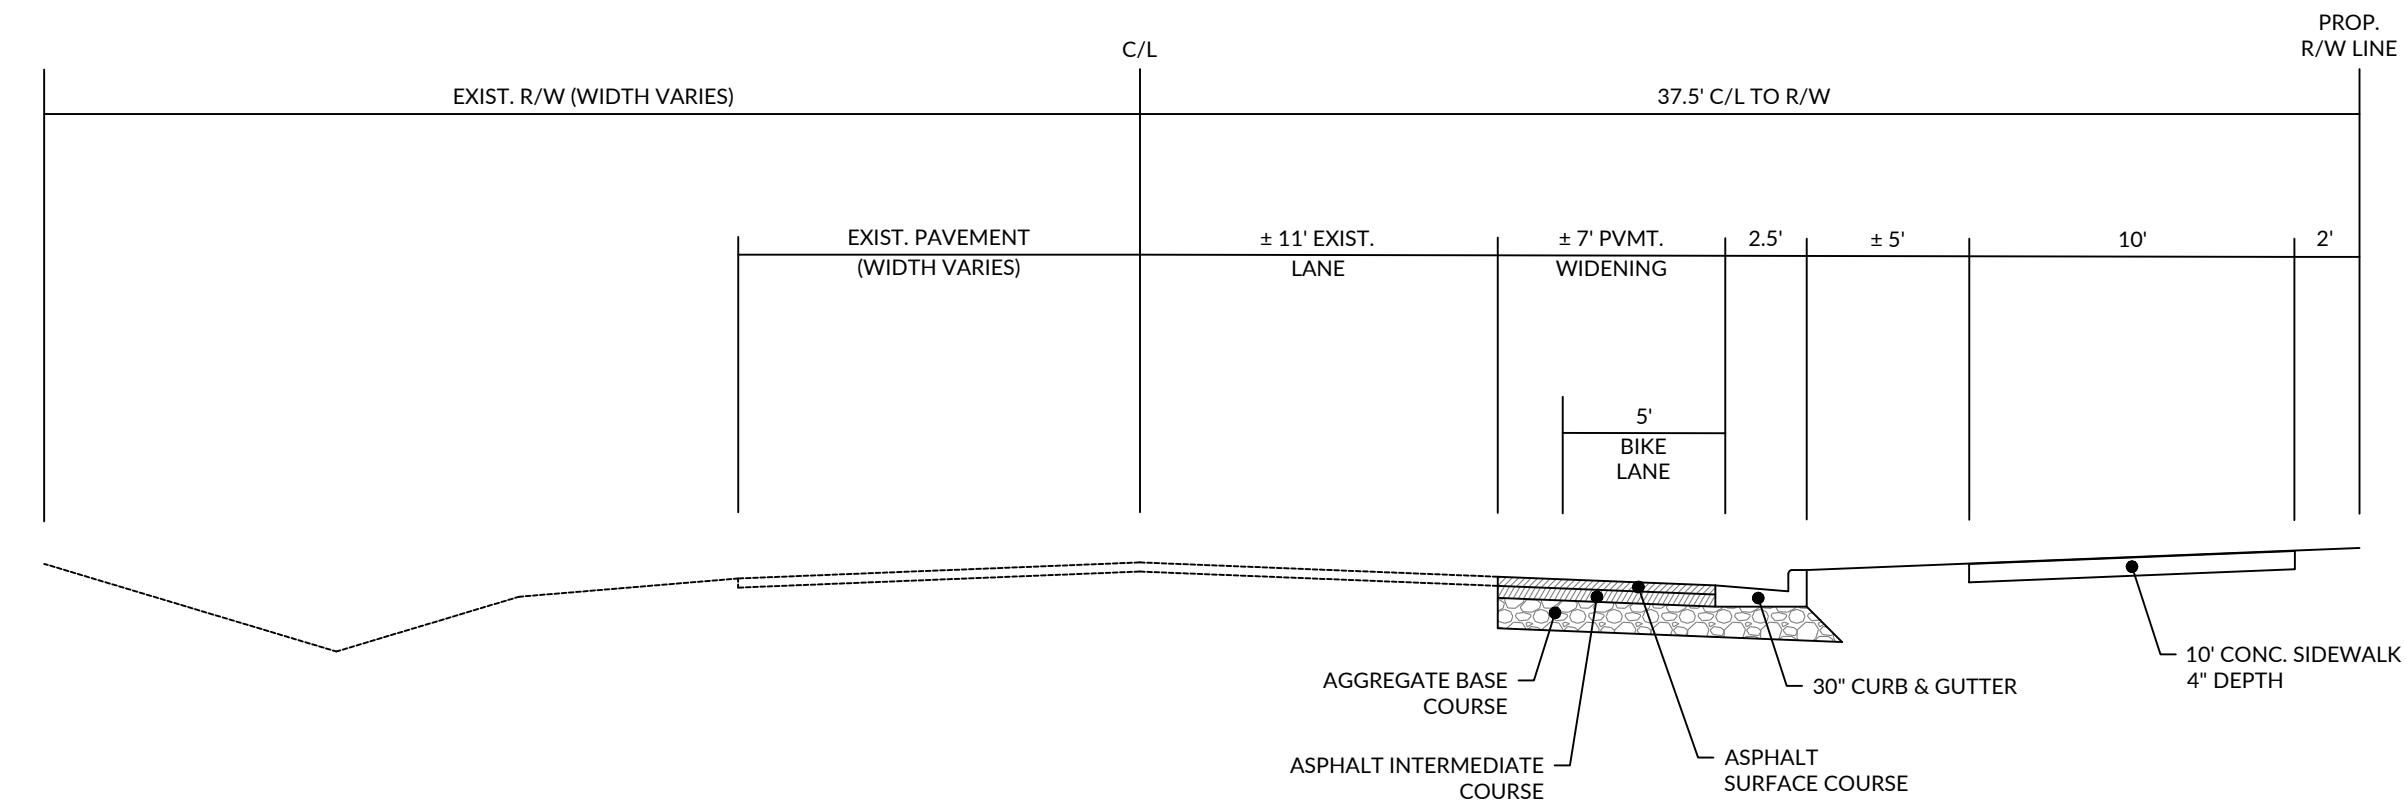 PROP.
R/W LINE
C/L
EXIST. R/W (WIDTH VARIES)
37.5' C/L TO R/W
EXIST. PAVEMENT
(WIDTH VARIES)
± 11' EXIST.
LANE
± 7' PVMT.
WIDENING
2.5'
± 5'
10'
2'
5'
BIKE
LANE
AGGREGATE BASE
COURSE
ASPHALT INTERMEDIATE
COURSE
ASPHALT
SURFACE COURSE
30" CURB & GUTTER
10' CONC. SIDEWALK
4" DEPTH